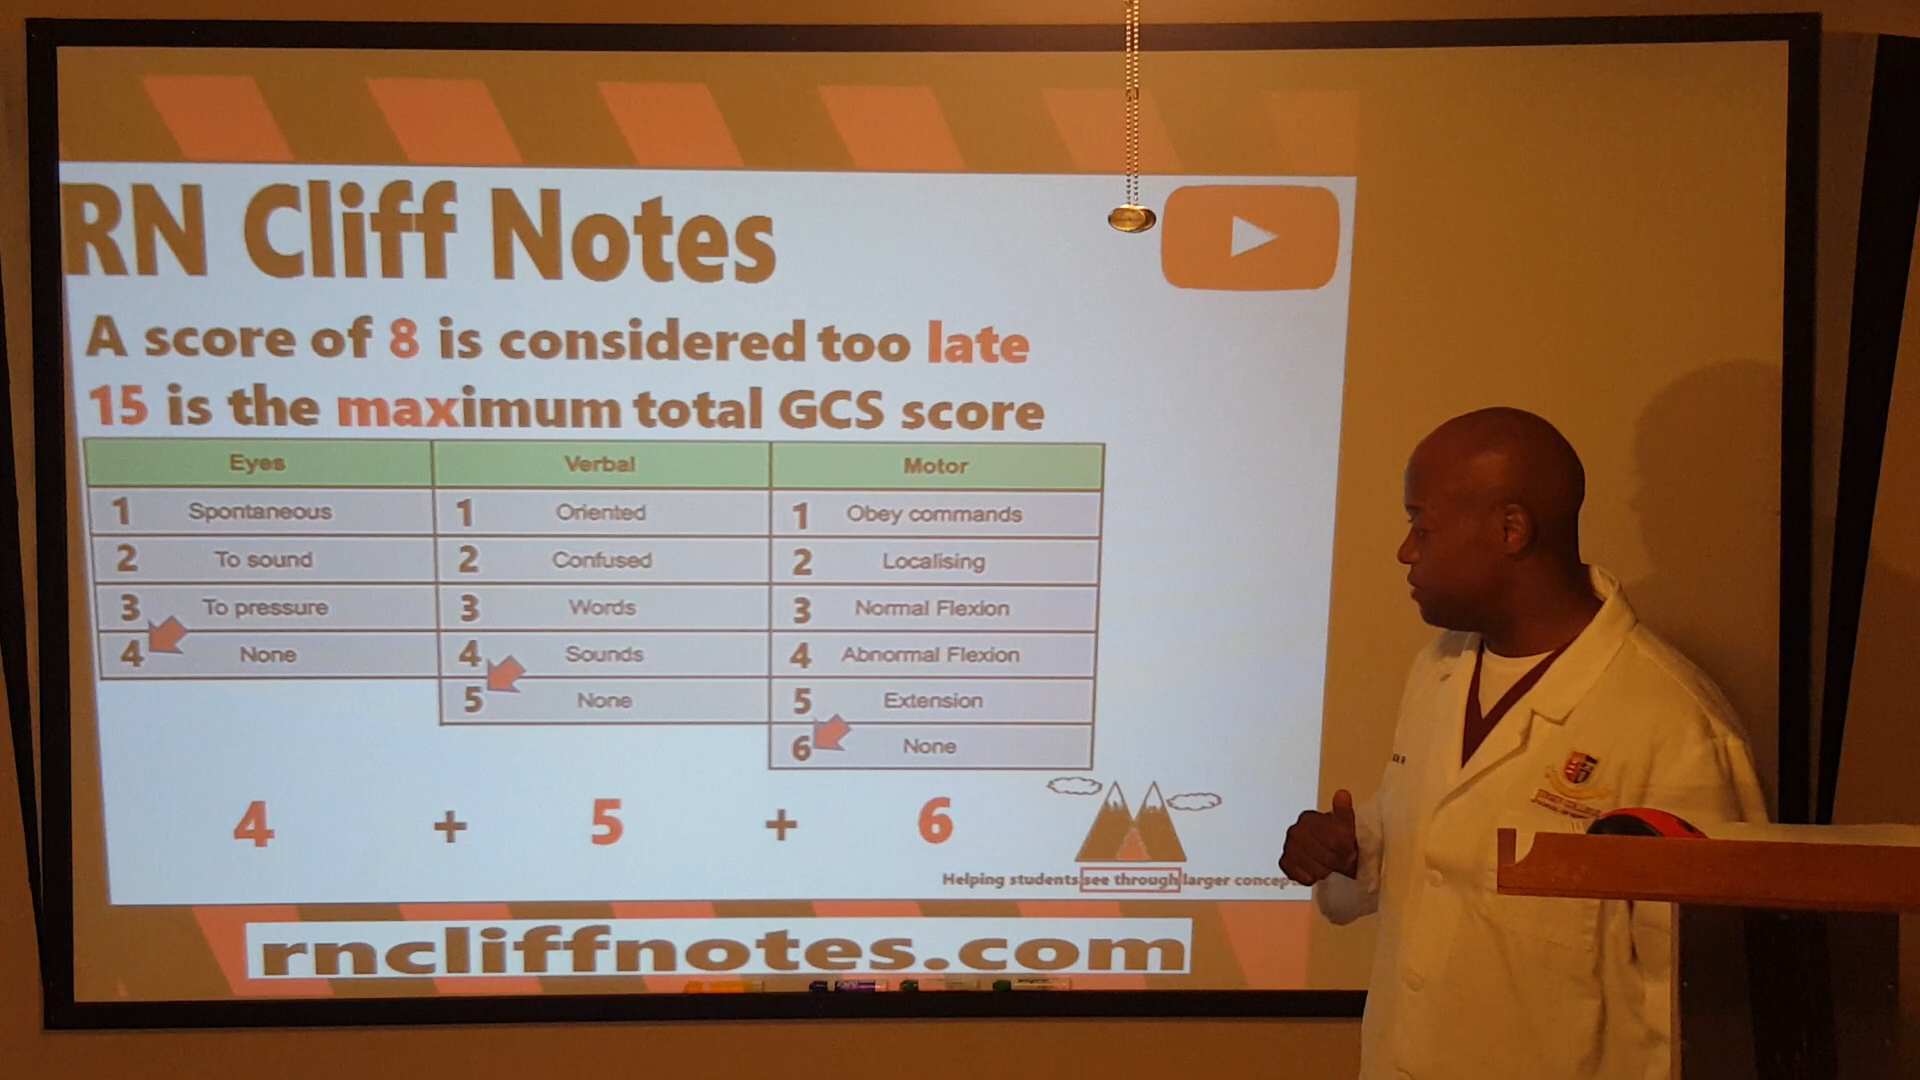 RN Cliff Notes
A score of 8 is considered too late
15 is the maximum total GCS score
Eyes Verbal Motor
1 Spontaneous 1 Oriented 1 Obey commands
2 To sound 2 Confused 2 Localising
3 To pressure 3 Words 3 Normal Flexion
4 None 4 Sounds 4 Abnormal Flexion
5 None 5 Extension
6 None
4 + 5 + 6
Helping students see through larger
rncliffnotes.com